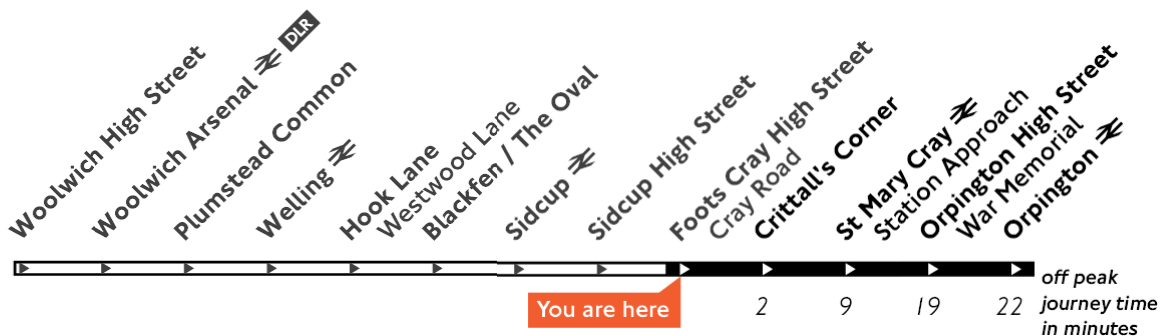 Woolwich High Street
Woolwich Arsenal DLR
Plumstead Common
Welling
Hook Lane
Westwood Lane
Blackfen / The Oval
Sidcup
Sidcup High Street
Foots Cray High Street
Cray Road
Crittall's Corner
St Mary Cray
Station Approach
Orpington High Street
War Memorial
Orpington
You are here
2 9 19 22
off peak
journey time
in minutes